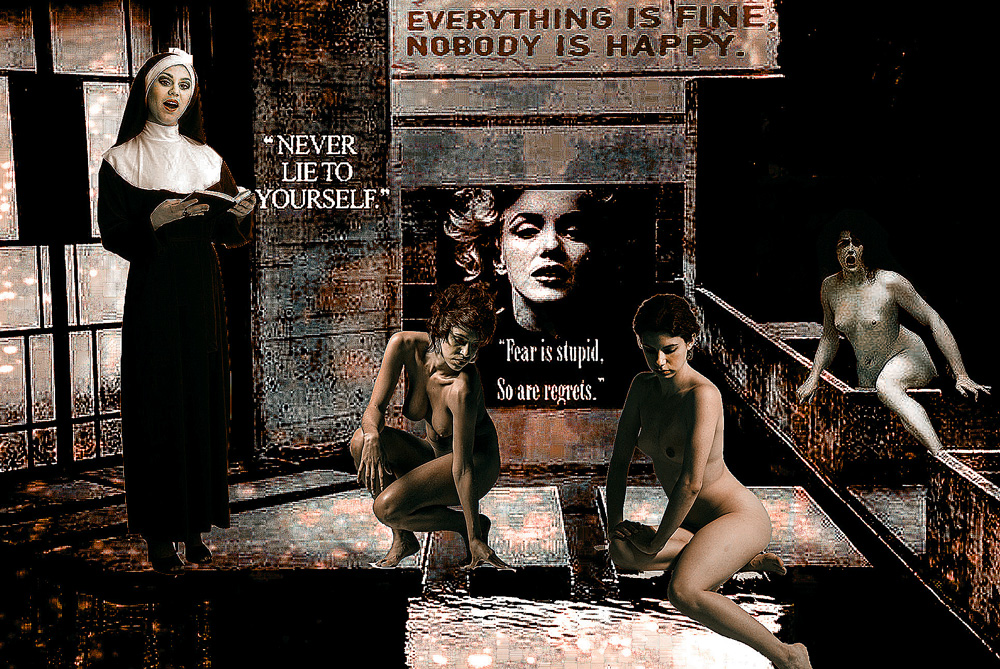 EVERYTHING IS FINE,
NOBODY IS HAPPY.
“NEVER
LIE TO
YOURSELF.”
“Fear is stupid,
So are regrets.”